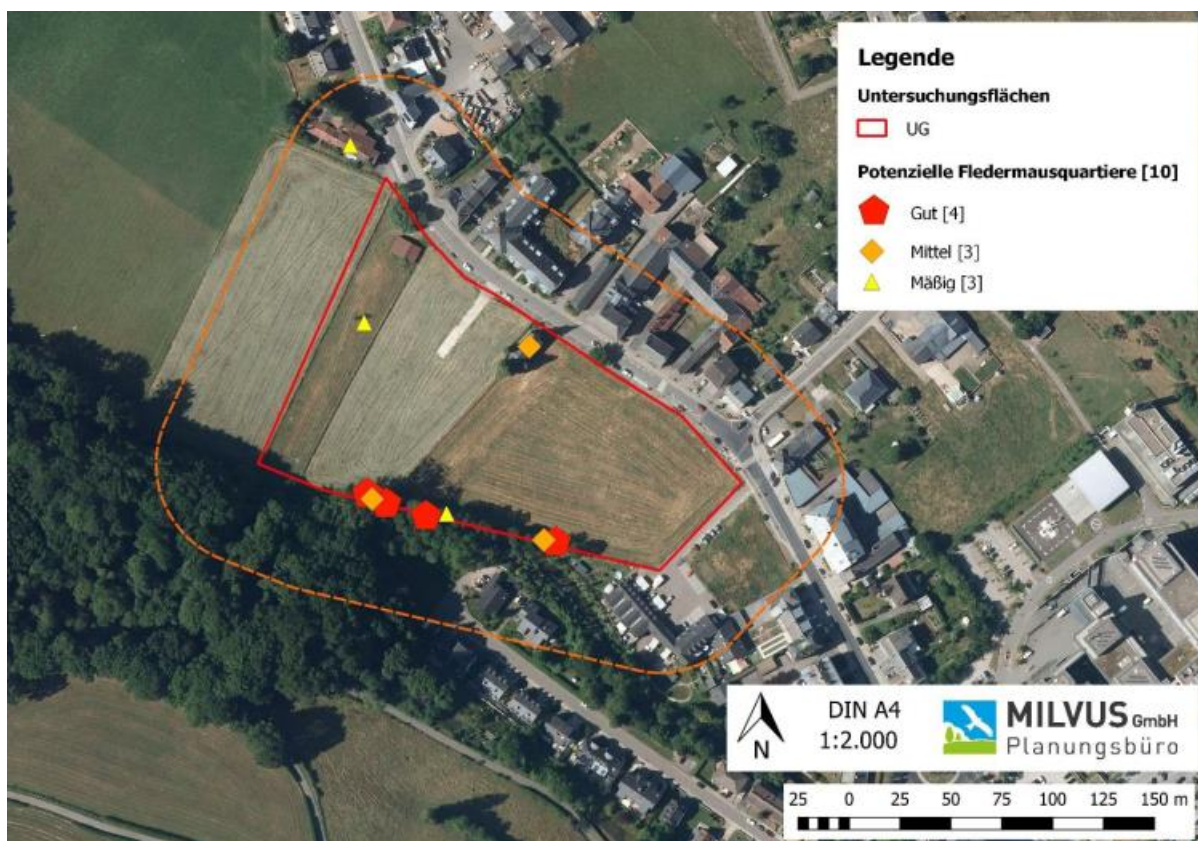 Legende
Untersuchungsflächen
UG
Potenzielle Fledermausquartiere [10]
Gut [4]
Mittel [3]
Mäßig [3]
N
DIN A4
1:2.000
MILVUS GmbH
Planungsbüro
25 0 25 50 75 100 125 150 m